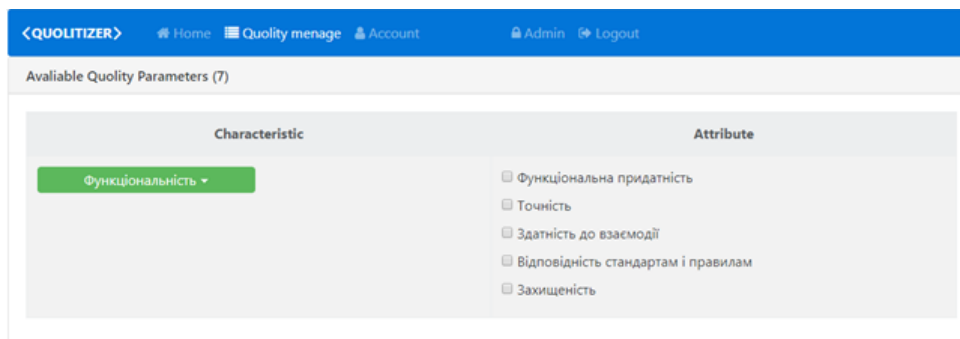 <QUOLITIZER> Home Quolity menage Account Admin Logout
Avaliable Quolity Parameters (7)
Characteristic Attribute
Функціональність
Функціональна придатність
Точність
Здатність до взаємодії
Відповідність стандартам і правилам
Захищеність